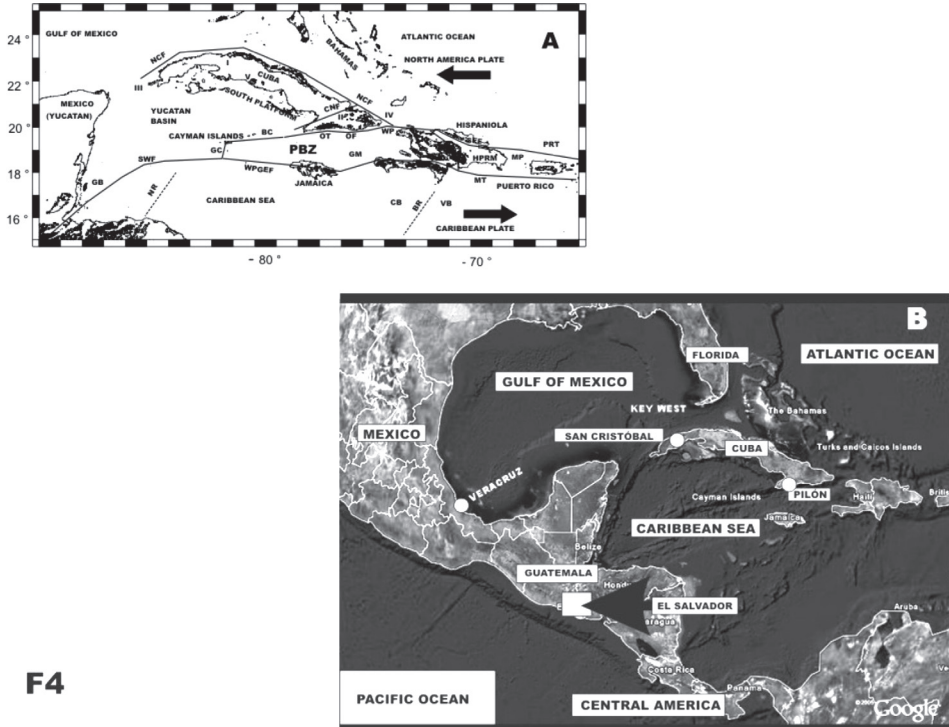 24 °
22 °
20 °
18 °
16 °
GULF OF MEXICO
ATLANTIC OCEAN
A
NORTH AMERICA PLATE
BAHAMAS
NCF
I
V
CUBA
III
SOUTH PLATFORM
CNF
NCF
II
IV
MEXICO
(YUCATAN)
YUCATAN
BASIN
HISPANIOLA
CAYMAN ISLANDS
BC
OT
OF
WP
PRT
GC
PBZ
GM
HPRM
MP
SWF
WPGEF
MT
PUERTO RICO
GB
NR
JAMAICA
CARIBBEAN SEA
CB
BR
VB
CARIBBEAN PLATE
- 80 °
- 70 °
B
FLORIDA
ATLANTIC OCEAN
GULF OF MEXICO
KEY WEST
The Bahamas
MEXICO
SAN CRISTÓBAL
CUBA
Turks and Caicos Islands
VERACRUZ
Cayman Islands
PILÓN
Haiti
Jamaica
CARIBBEAN SEA
Belize
GUATEMALA
EL SALVADOR
Aruba
Costa Rica
Panama
F4
PACIFIC OCEAN
CENTRAL AMERICA
Google